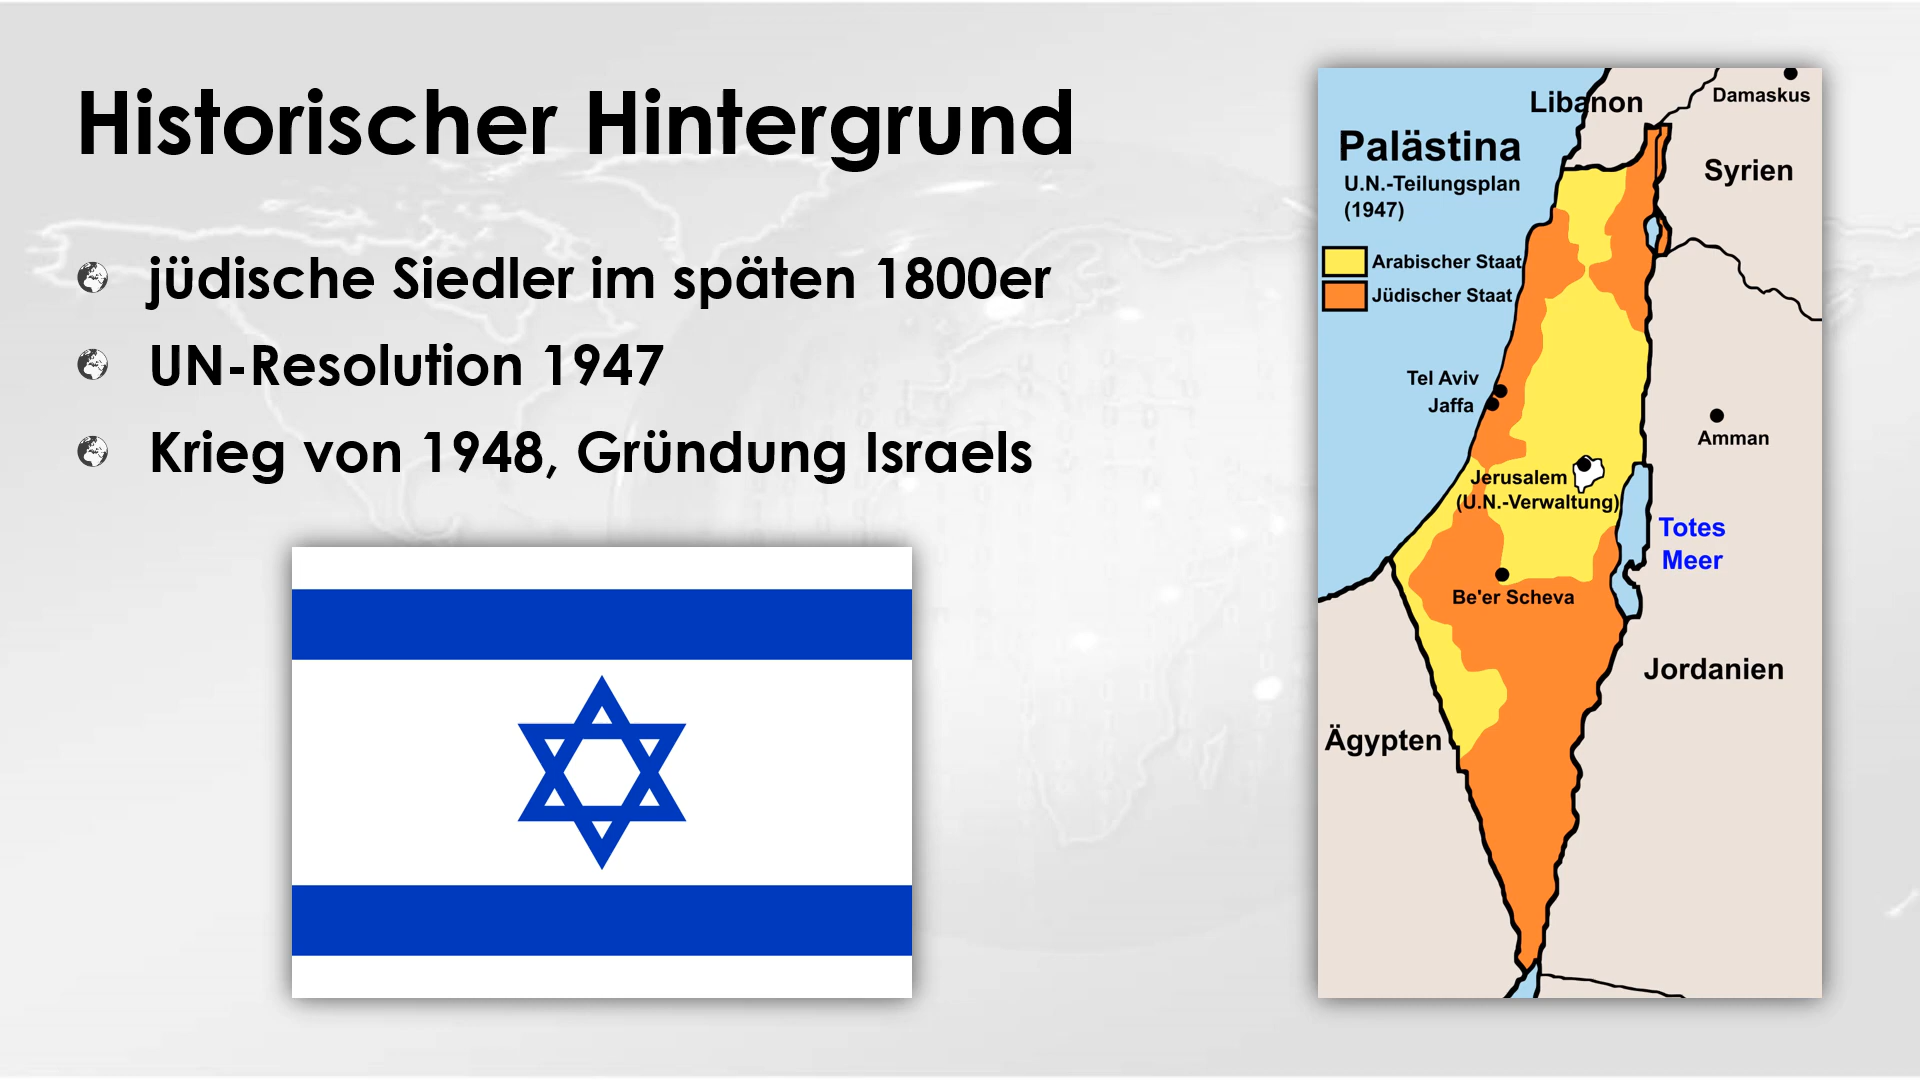 Historischer Hintergrund
jüdische Siedler im späten 1800er
UN-Resolution 1947
Krieg von 1948, Gründung Israels
Libanon
Damaskus
Palästina
U.N.-Teilungsplan
(1947)
Syrien
Arabischer Staat
Jüdischer Staat
Tel Aviv
Jaffa
Amman
Jerusalem
(U.N.-Verwaltung)
Totes
Meer
Be'er Scheva
Jordanien
Ägypten